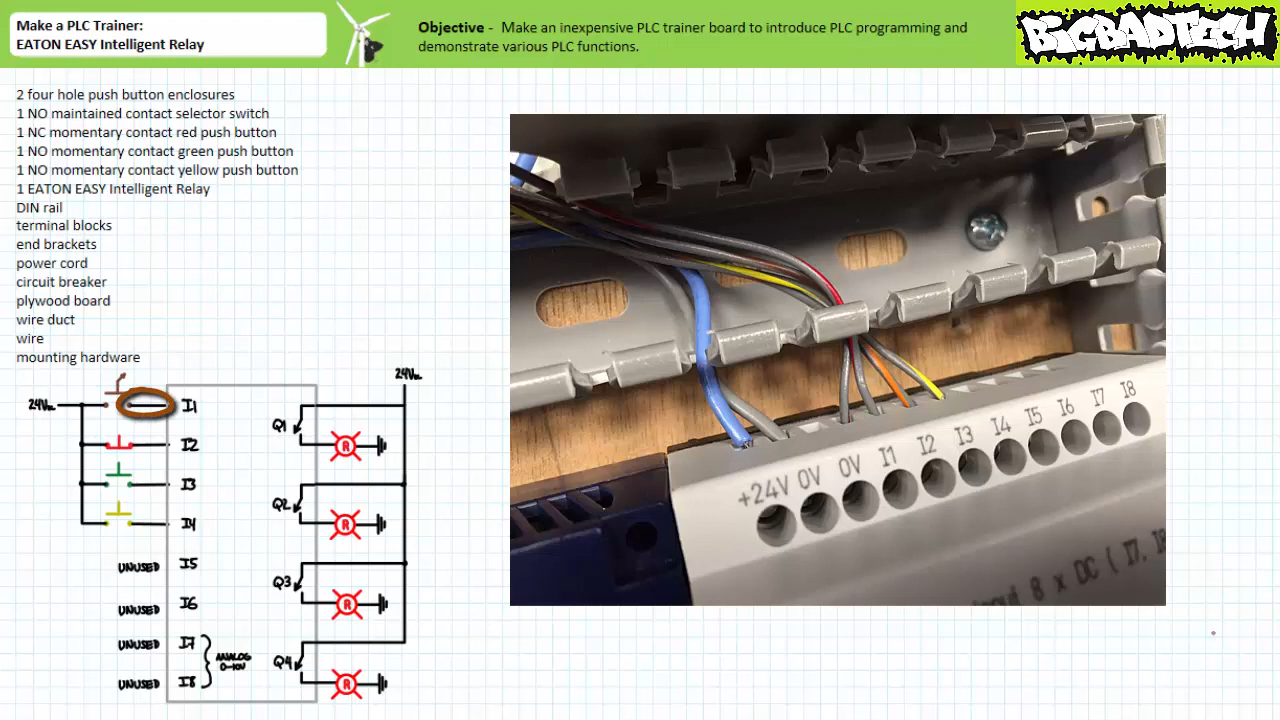 Make a PLC Trainer:
EATON EASY Intelligent Relay
Objective - Make an inexpensive PLC trainer board to introduce PLC programming and
demonstrate various PLC functions.
BIGBADTECH
2 four hole push button enclosures
1 NO maintained contact selector switch
1 NC momentary contact red push button
1 NO momentary contact green push button
1 NO momentary contact yellow push button
1 EATON EASY Intelligent Relay
DIN rail
terminal blocks
end brackets
power cord
circuit breaker
plywood board
wire duct
wire
mounting hardware
24VDC
24VDC
I1
I2
I3
I4
UNUSED I5
UNUSED I6
UNUSED I7
UNUSED I8
ANALOG
0-10V
Q1
R
Q2
R
Q3
R
Q4
R
+24V 0V 0V I1 I2 I3 I4 I5 I6 I7 I8
Input 8 x DC ( I7, I8